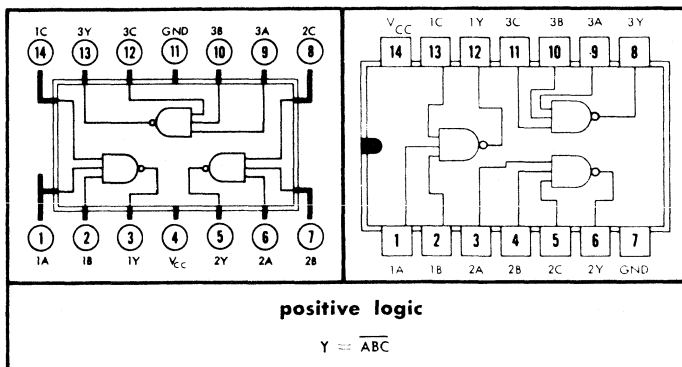 1C 3Y 3C GND 3B 3A 2C
14 13 12 11 10 9 8
1 2 3 4 5 6 7
1A 1B 1Y VCC 2Y 2A 2B
VCC 1C 1Y 3C 3B 3A 3Y
14 13 12 11 10 9 8
1 2 3 4 5 6 7
1A 1B 2A 2B 2C 2Y GND
positive logic
Y = A̅B̅C̅